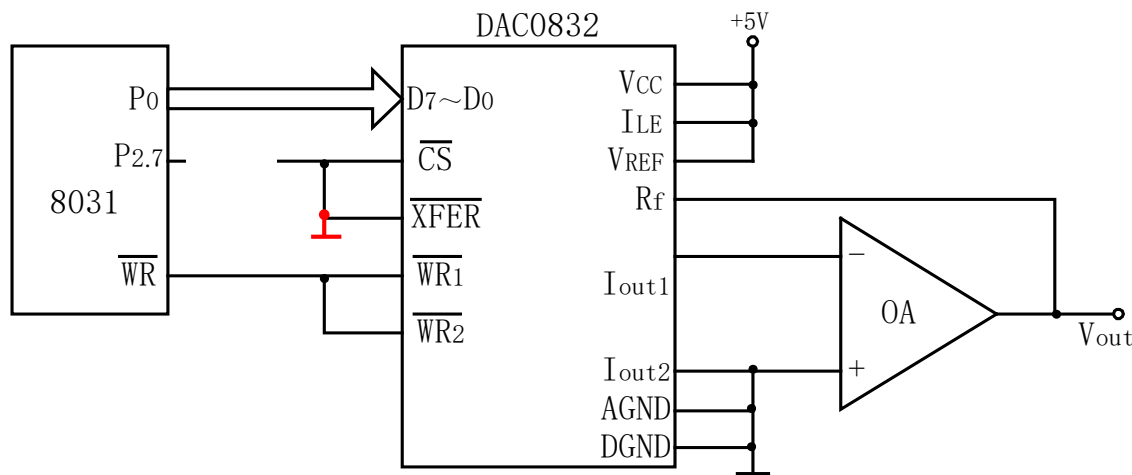 DAC0832
+5V
P0
D7~D0
VCC
ILE
P2.7
CS
VREF
8031
XFER
Rf
WR
WR1
Iout1
OA
WR2
Vout
Iout2
AGND
DGND